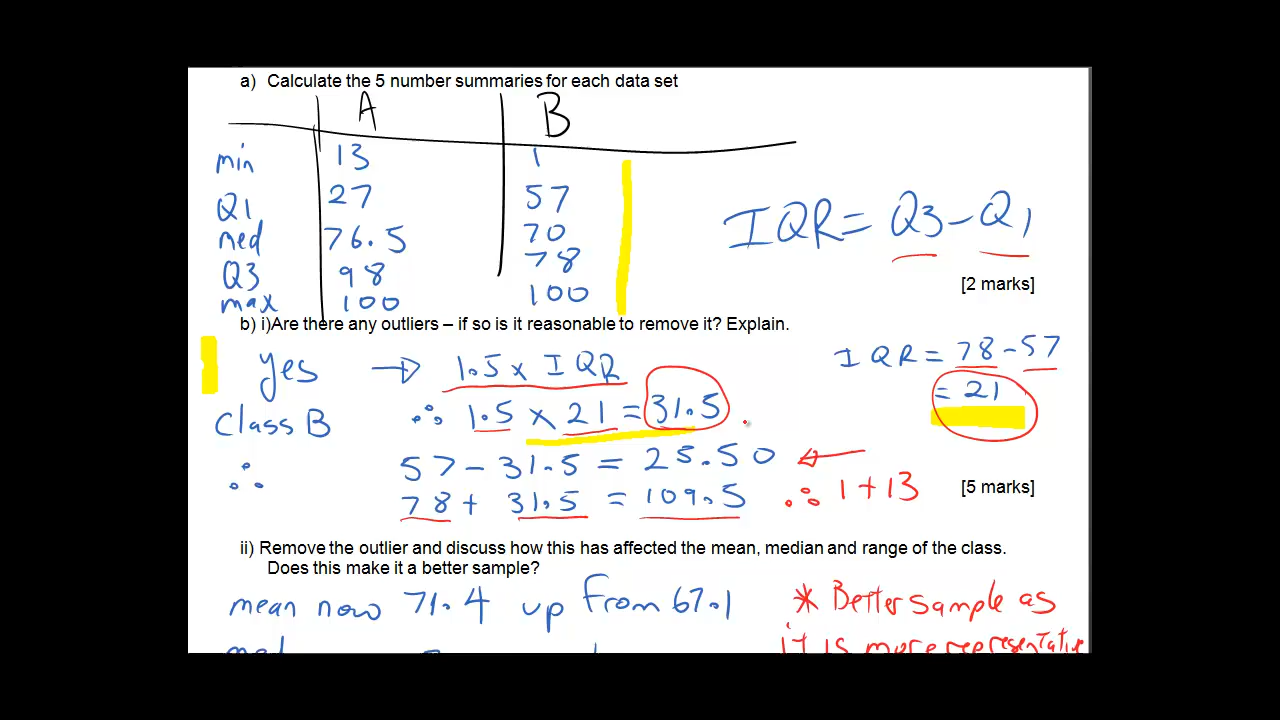 a) Calculate the 5 number summaries for each data set
A B
min 13 1
Q1 27 57
IQR = Q3 - Q1
med 76.5 70
Q3 98 78
[2 marks]
max 100 100
b) i)Are there any outliers – if so is it reasonable to remove it? Explain.
yes → 1.5 x IQR
IQR = 78 - 57
= 21
Class B ∴ 1.5 x 21 = 31.5
∴ 57 - 31.5 = 25.50 ←
78 + 31.5 = 109.5 ∴ 1 + 13
[5 marks]
ii) Remove the outlier and discuss how this has affected the mean, median and range of the class.
Does this make it a better sample?
mean now 71.4 up from 67.1
* Better sample as
it is more representative